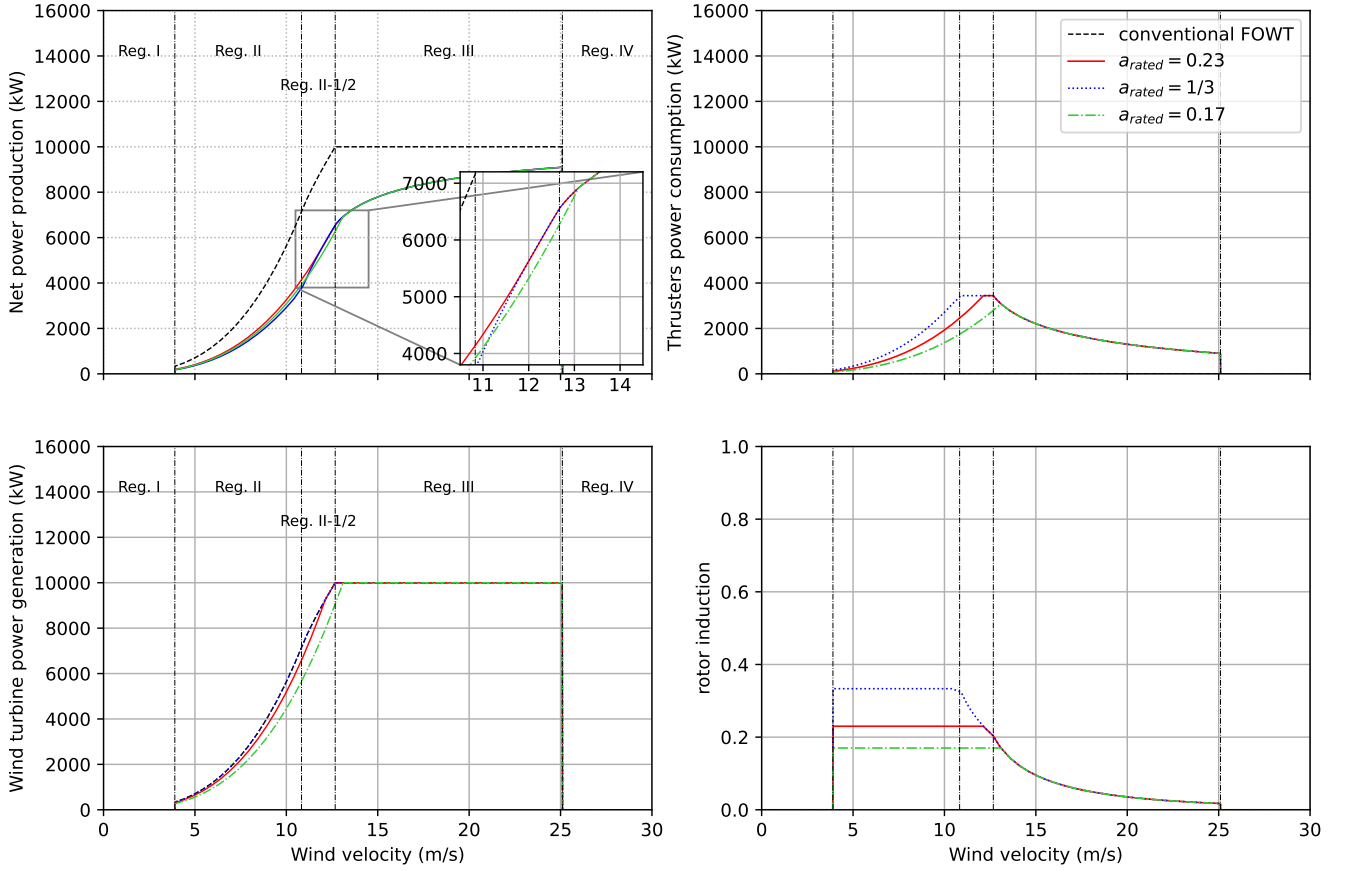 16000
14000
12000
10000
8000
6000
4000
2000
0
Net power production (kW)
Reg. I
Reg. II
Reg. III
Reg. IV
Reg. II-1/2
7000
6000
5000
4000
11 12 13 14
16000
14000
12000
10000
8000
6000
4000
2000
0
Thrusters power consumption (kW)
conventional FOWT
a_rated = 0.23
a_rated = 1/3
a_rated = 0.17
16000
14000
12000
10000
8000
6000
4000
2000
0
Wind turbine power generation (kW)
Reg. I
Reg. II
Reg. III
Reg. IV
Reg. II-1/2
0 5 10 15 20 25 30
Wind velocity (m/s)
1.0
0.8
0.6
0.4
0.2
0.0
rotor induction
0 5 10 15 20 25 30
Wind velocity (m/s)